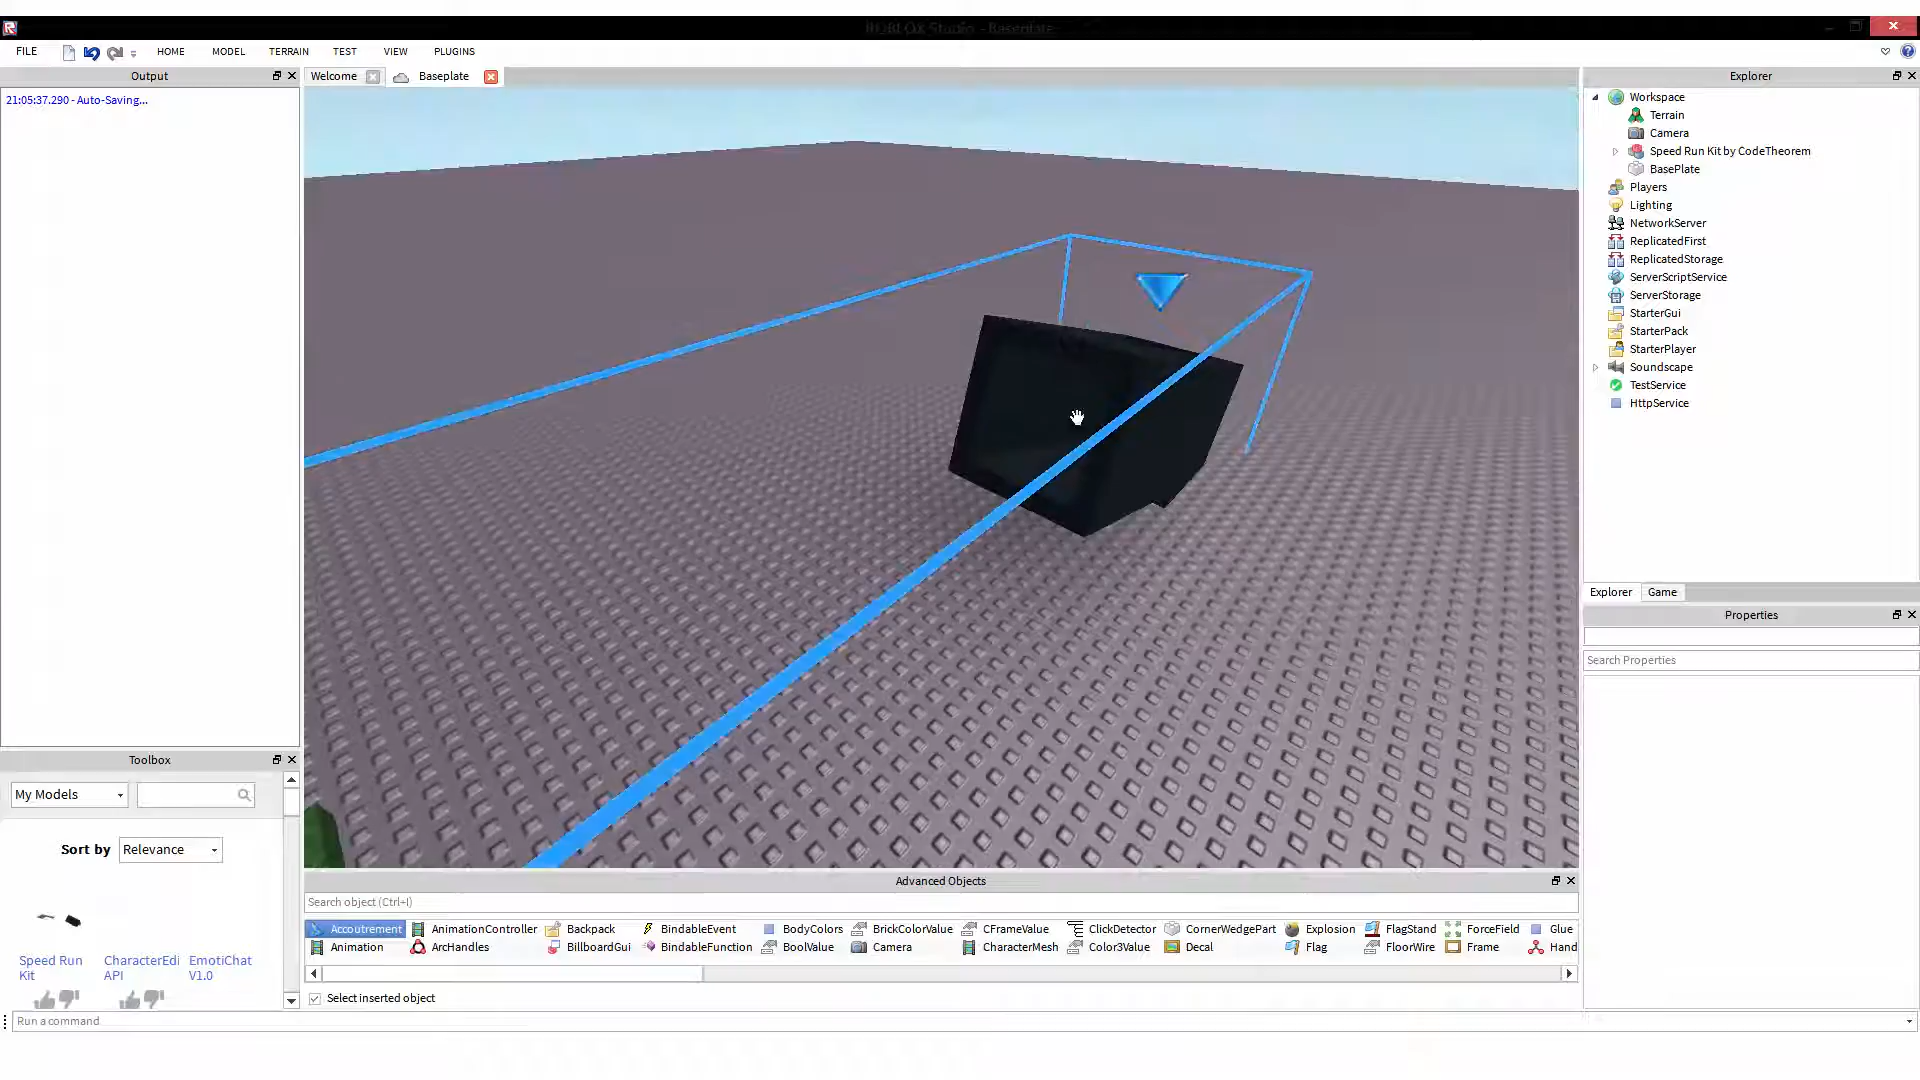 ROBLOX Studio - Baseplate
FILE HOME MODEL TERRAIN TEST VIEW PLUGINS
Output
21:05:37.290 - Auto-Saving...
Welcome
Baseplate
Explorer
Workspace
Terrain
Camera
Speed Run Kit by CodeTheorem
BasePlate
Players
Lighting
NetworkServer
ReplicatedFirst
ReplicatedStorage
ServerScriptService
ServerStorage
StarterGui
StarterPack
StarterPlayer
Soundscape
TestService
HttpService
Explorer Game
Properties
Search Properties
Toolbox
My Models
Sort by Relevance
Speed Run
Kit
CharacterEdi
API
EmotiChat
V1.0
Advanced Objects
Search object (Ctrl+I)
Accoutrement AnimationController Backpack BindableEvent BodyColors BrickColorValue CFrameValue ClickDetector CornerWedgePart Explosion FlagStand ForceField Glue
Animation ArcHandles BillboardGui BindableFunction BoolValue Camera CharacterMesh Color3Value Decal Flag FloorWire Frame Hand
Select inserted object
Run a command